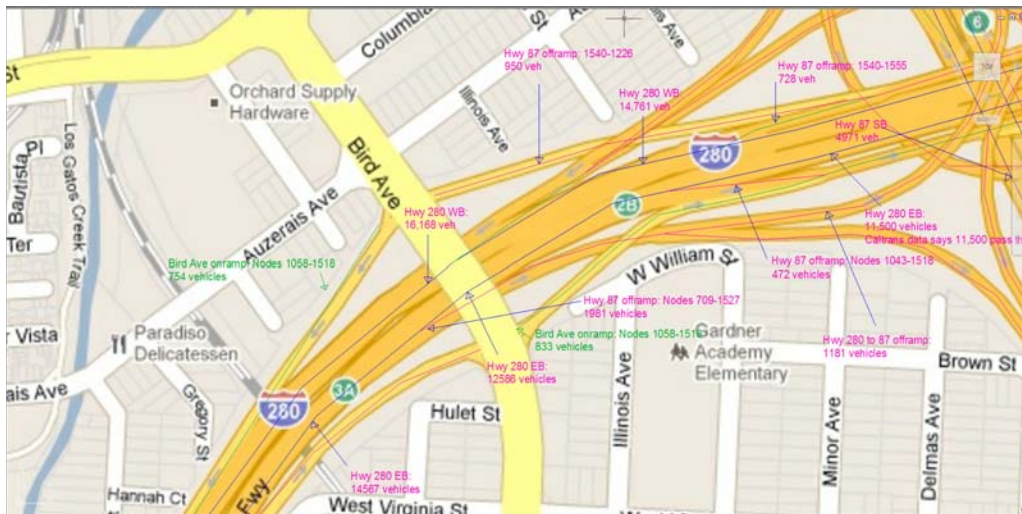 St
Columbia
St
Illinois Ave
6
TOP
Hwy 87 offramp: 1540-1226
950 veh
Hwy 87 offramp: 1540-1555
728 veh
Hwy 280 WB:
14,761 veh
Orchard Supply
Hardware
Illinois Ave
Hwy 87 SB:
4971 veh
280
Bird Ave
Los Gatos Creek Trail
Pl
Bautista
Ter
Auzerais Ave
2B
Hwy 280 WB:
16,168 veh
Hwy 280 EB:
11,500 vehicles
Caltrans data says 11,500 pass th
Bird Ave onramp: Nodes 1058-1518
754 vehicles
W William St
Hwy 87 offramp: Nodes 1043-1518
472 vehicles
Hwy 87 offramp: Nodes 709-1527
1981 vehicles
r Vista
Paradiso
Delicatessen
Bird Ave onramp: Nodes 1058-1518
833 vehicles
Gardner
Academy
Elementary
Hwy 280 to 87 offramp:
1181 vehicles
Hwy 280 EB:
12586 vehicles
Brown St
ais Ave
3A
280
Gregory St
Hulet St
Illinois Ave
Minor Ave
Delmas Ave
Hwy 280 EB:
14567 vehicles
Hannah Ct
Fwy
West Virginia St